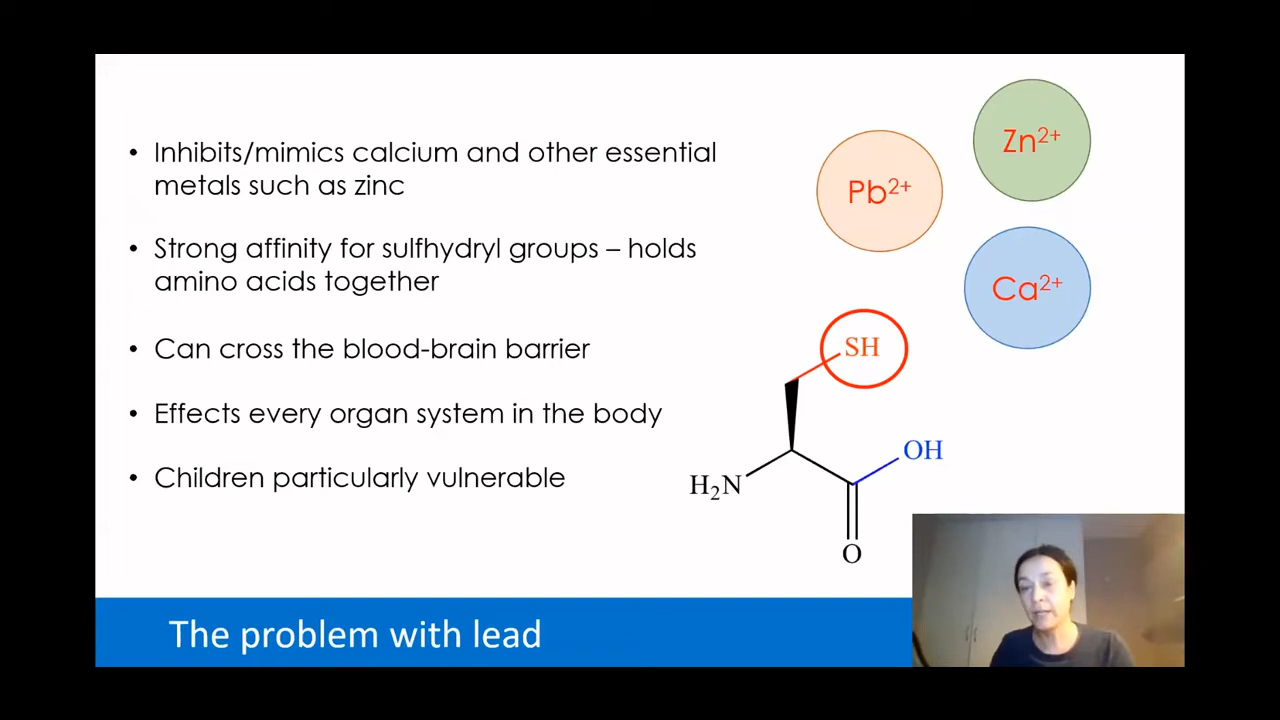 • Inhibits/mimics calcium and other essential
metals such as zinc
• Strong affinity for sulfhydryl groups – holds
amino acids together
• Can cross the blood-brain barrier
• Effects every organ system in the body
• Children particularly vulnerable
Pb²⁺
Zn²⁺
Ca²⁺
SH
OH
H₂N
O
The problem with lead